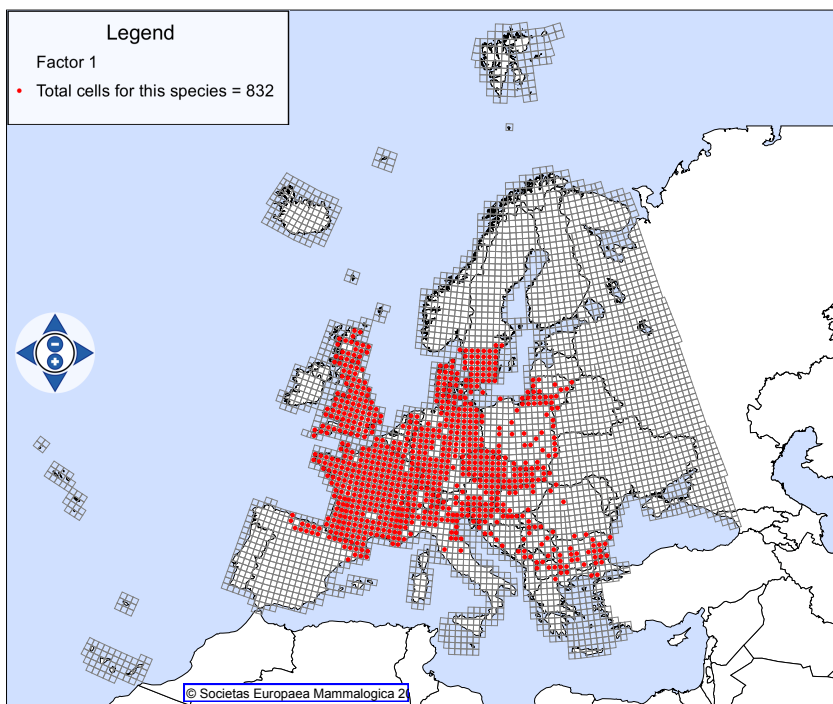 Legend
Factor 1
Total cells for this species = 832
© Societas Europaea Mammalogica